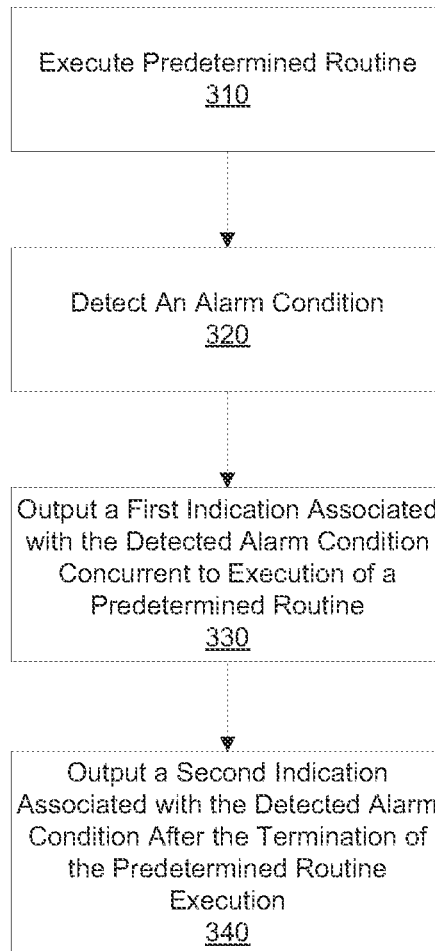 Execute Predetermined Routine
310
Detect An Alarm Condition
320
Output a First Indication Associated
with the Detected Alarm Condition
Concurrent to Execution of a
Predetermined Routine
330
Output a Second Indication
Associated with the Detected Alarm
Condition After the Termination of
the Predetermined Routine
Execution
340